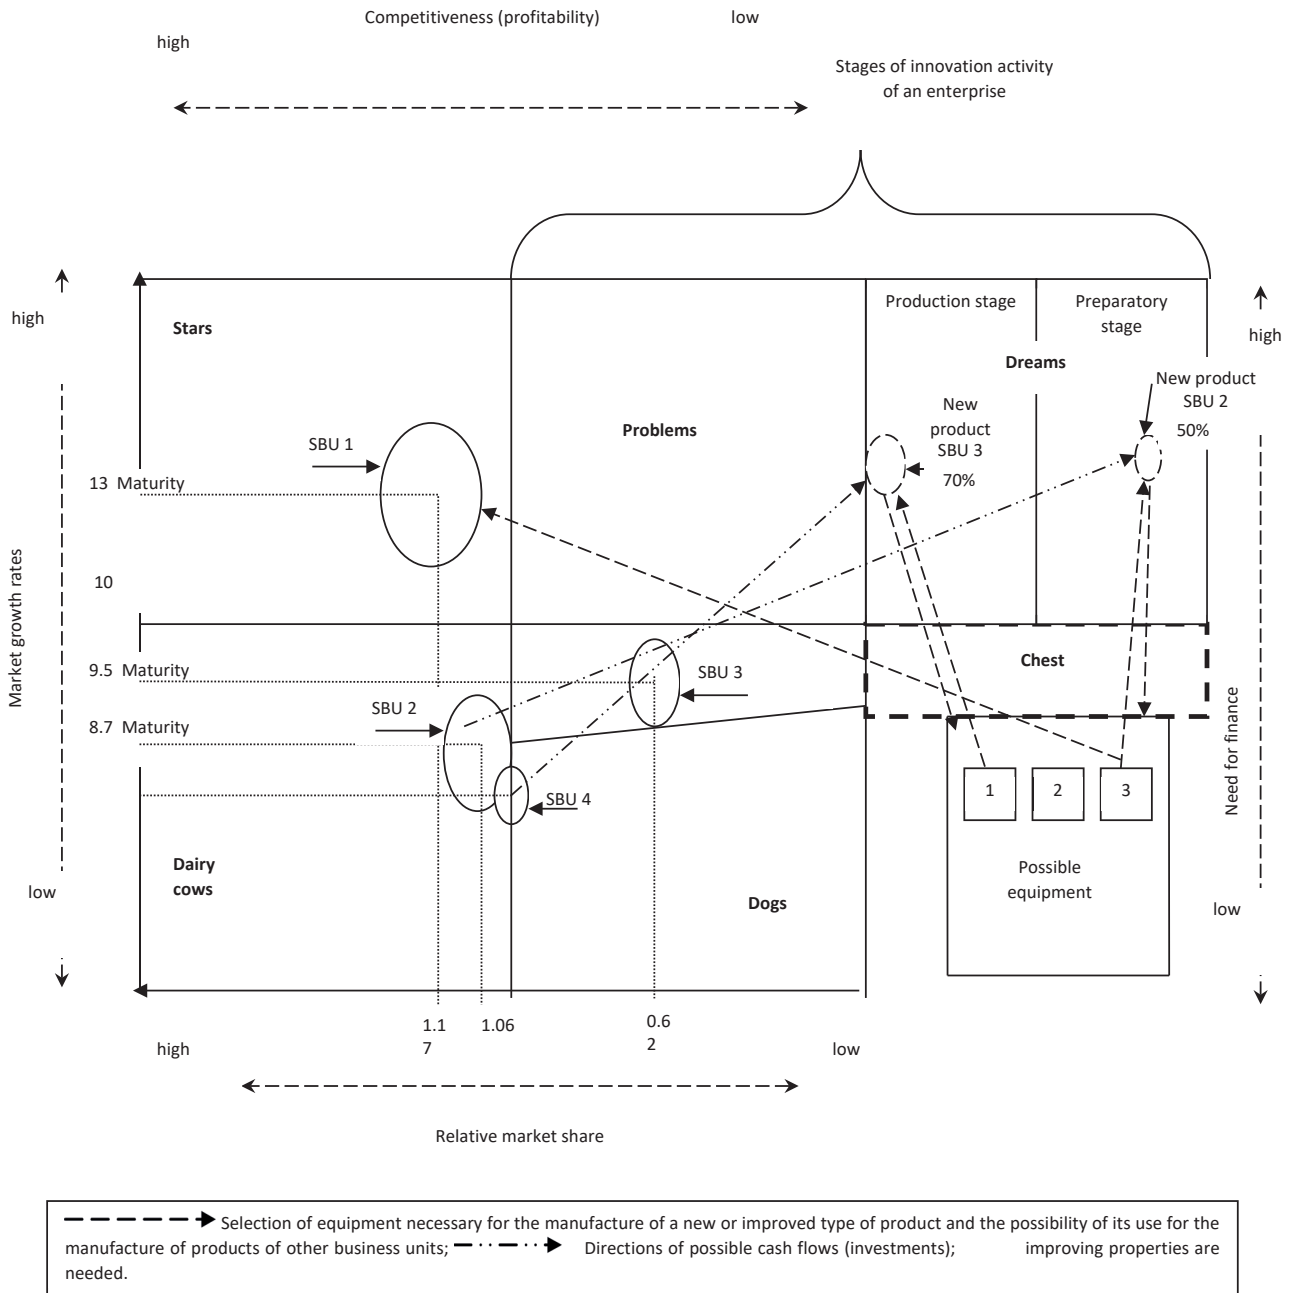 Competitiveness (profitability)
low
high
Stages of innovation activity
of an enterprise
high
Stars
Production stage
Preparatory
stage
high
Dreams
New product
SBU 2
50%
New
product
SBU 3
70%
Problems
SBU 1
13 Maturity
10
Market growth rates
9.5 Maturity
SBU 3
Chest
SBU 2
8.7 Maturity
Need for finance
SBU 4
1
2
3
Dairy
cows
Possible
equipment
low
Dogs
low
1.1
7
1.06
0.6
2
high
low
Relative market share
Selection of equipment necessary for the manufacture of a new or improved type of product and the possibility of its use for the
manufacture of products of other business units; Directions of possible cash flows (investments); improving properties are
needed.